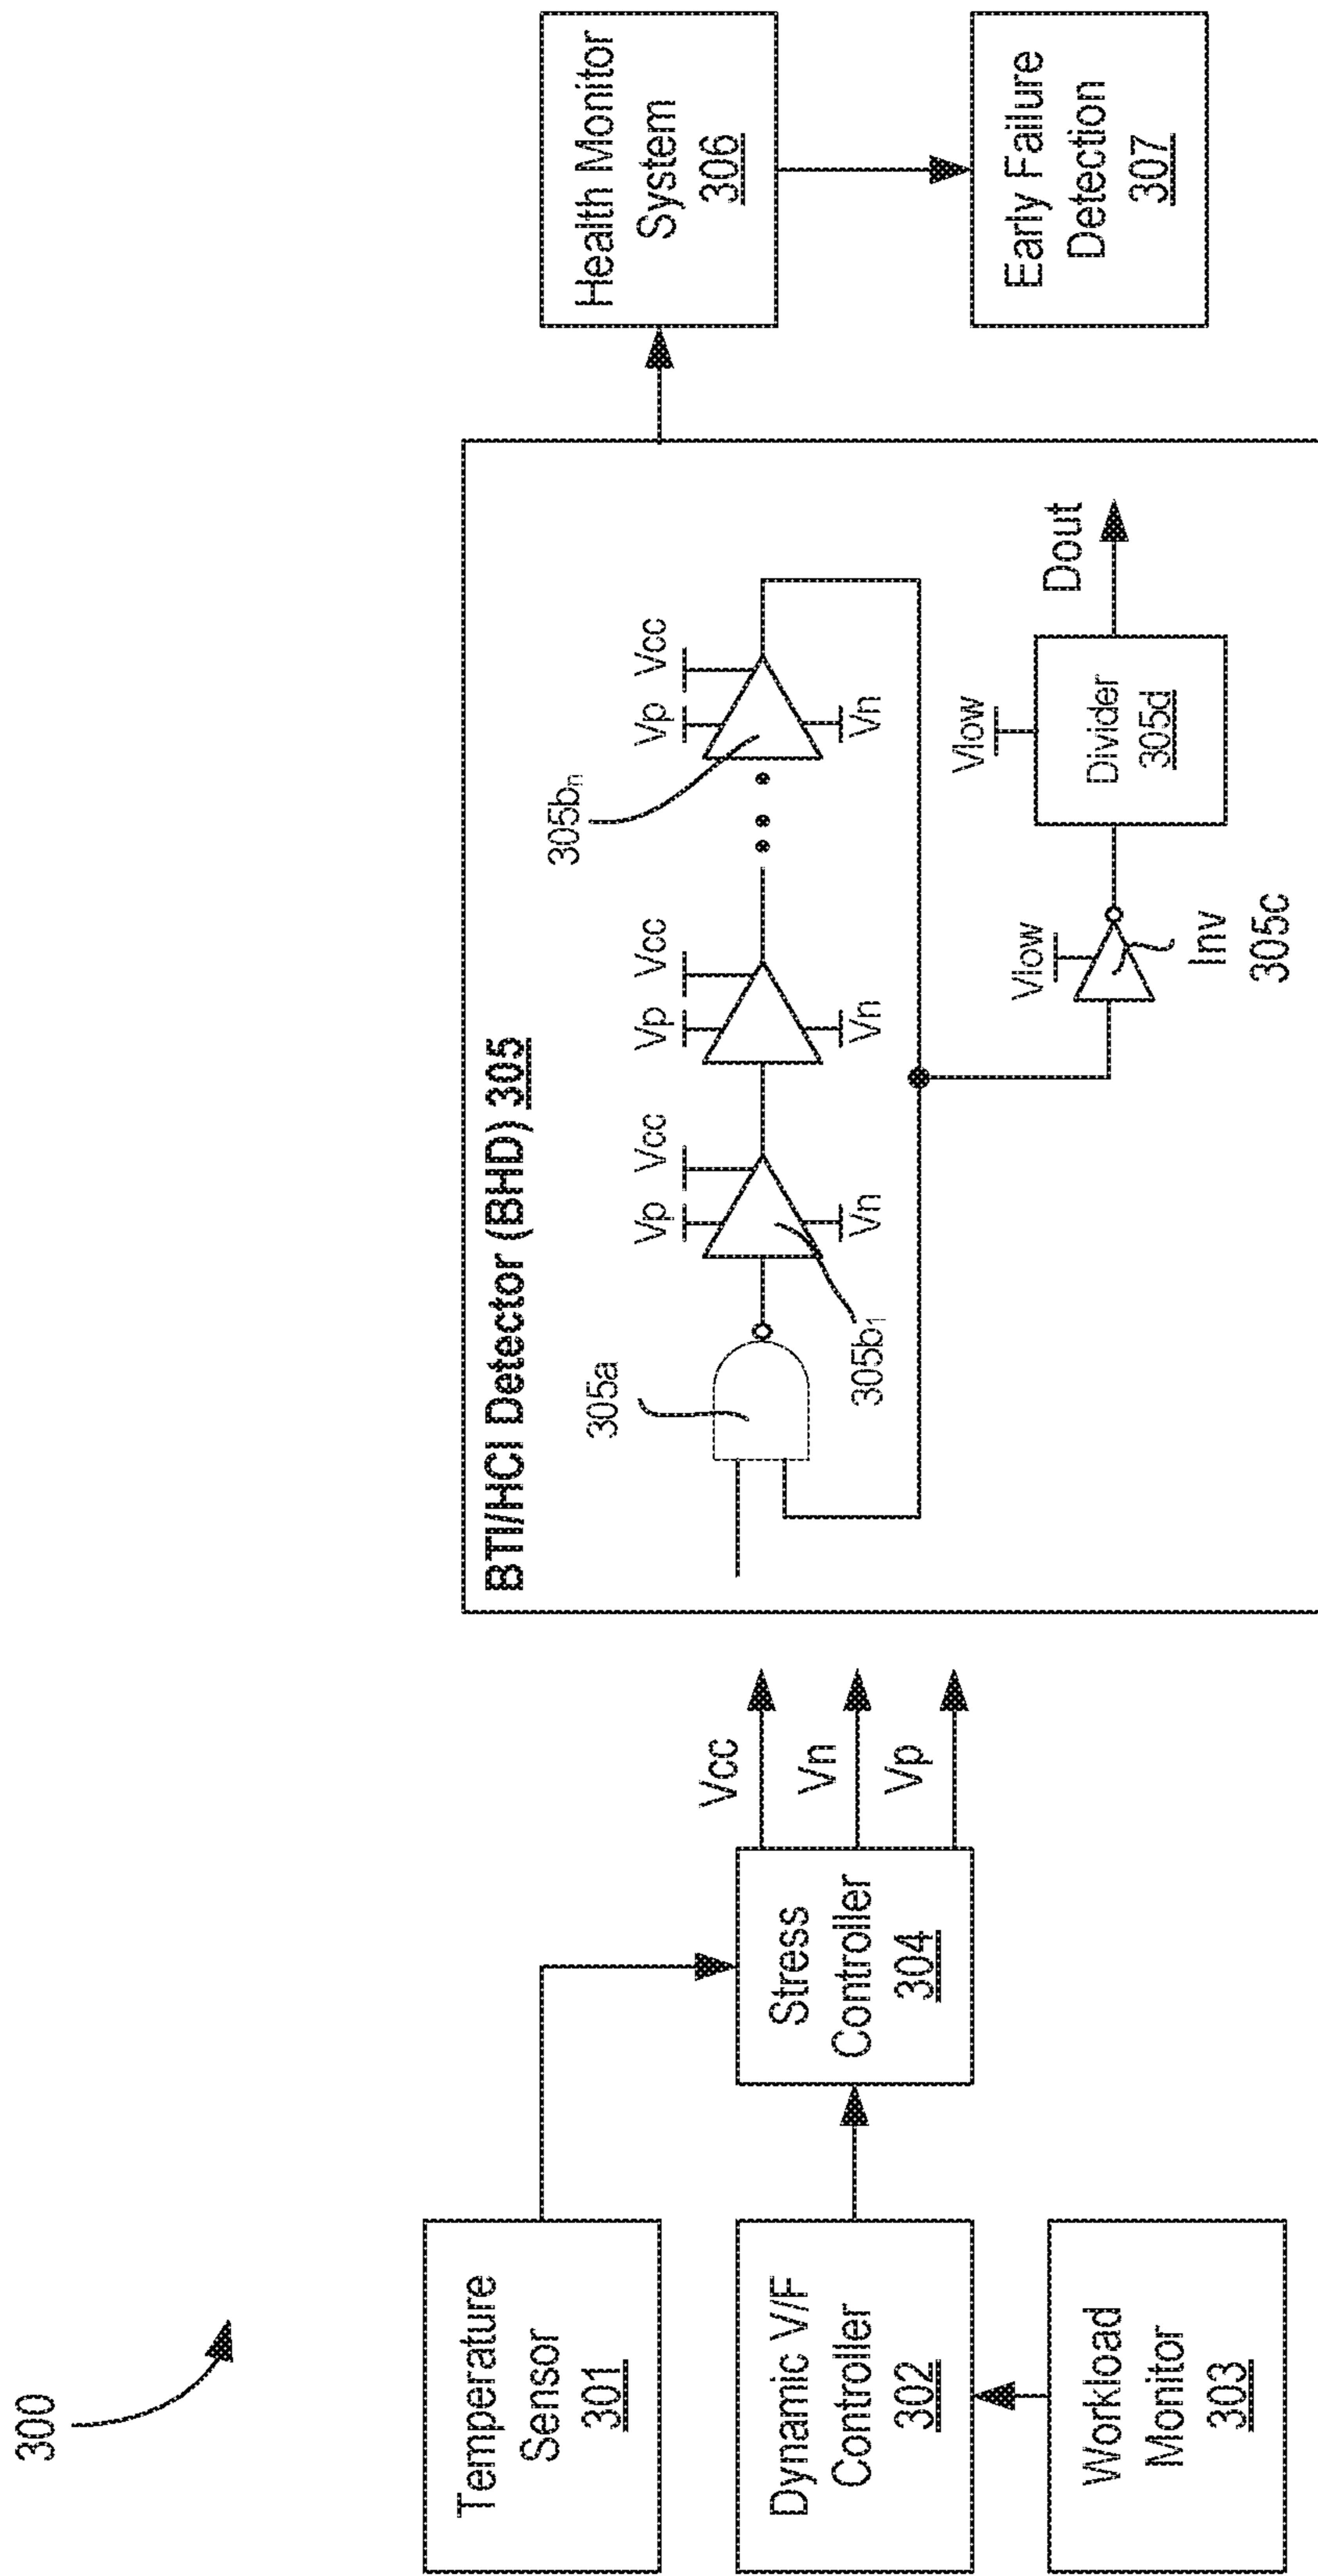 300
Temperature
Sensor
301
Dynamic V/F
Controller
302
Workload
Monitor
303
Stress
Controller
304
Vcc
Vn
Vp
BTI/HCI Detector (BHD) 305
305a
305b1
Vp
Vcc
Vn
Vp
Vcc
Vn
305bn
Vp
Vcc
Vn
Vlow
Inv
305c
Vlow
Divider
305d
Dout
Health Monitor
System
306
Early Failure
Detection
307